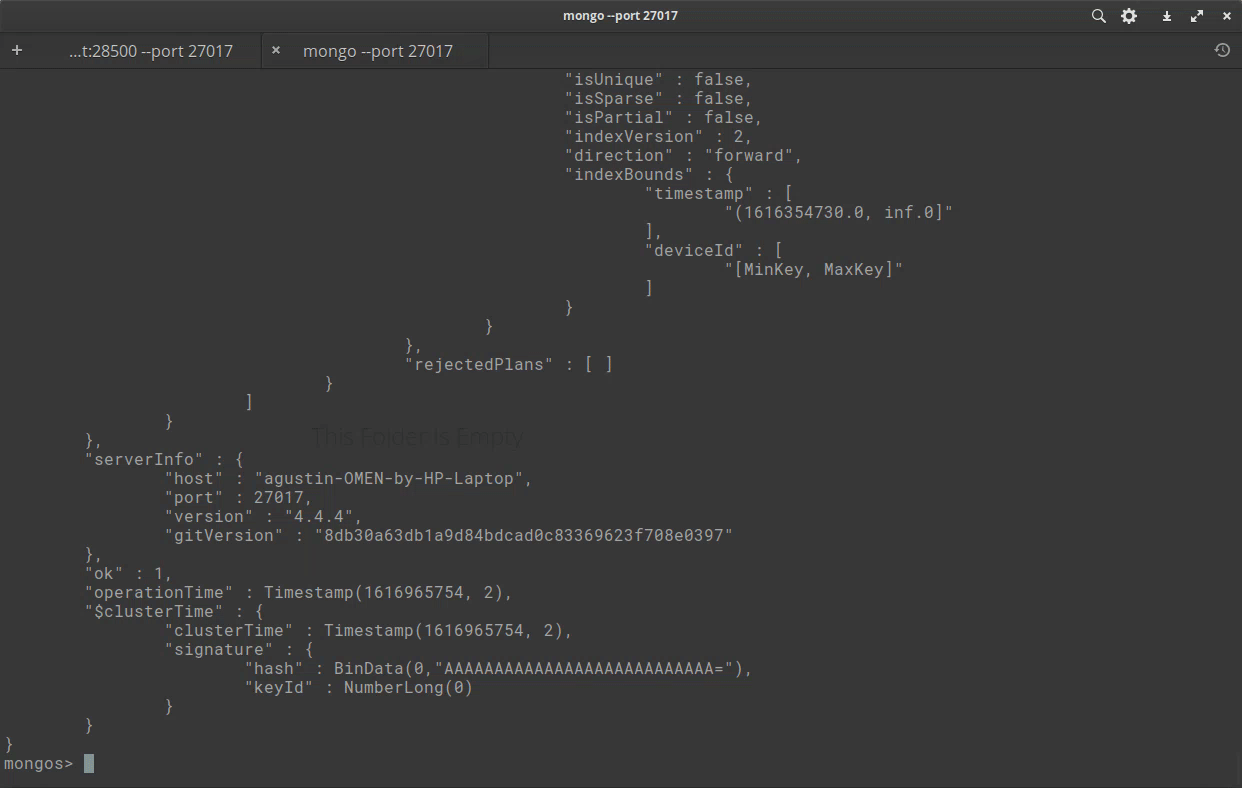 mongo --port 27017
...t:28500 --port 27017
mongo --port 27017
"isUnique" : false,
"isSparse" : false,
"isPartial" : false,
"indexVersion" : 2,
"direction" : "forward",
"indexBounds" : {
"timestamp" : [
"(1616354730.0, inf.0]"
],
"deviceId" : [
"[MinKey, MaxKey]"
]
}
}
},
"rejectedPlans" : [ ]
}
]
}
This Folder Is Empty
},
"serverInfo" : {
"host" : "agustin-OMEN-by-HP-Laptop",
"port" : 27017,
"version" : "4.4.4",
"gitVersion" : "8db30a63db1a9d84bdcad0c83369623f708e0397"
},
"ok" : 1,
"operationTime" : Timestamp(1616965754, 2),
"$clusterTime" : {
"clusterTime" : Timestamp(1616965754, 2),
"signature" : {
"hash" : BinData(0,"AAAAAAAAAAAAAAAAAAAAAAAAAAA="),
"keyId" : NumberLong(0)
}
}
}
mongos>